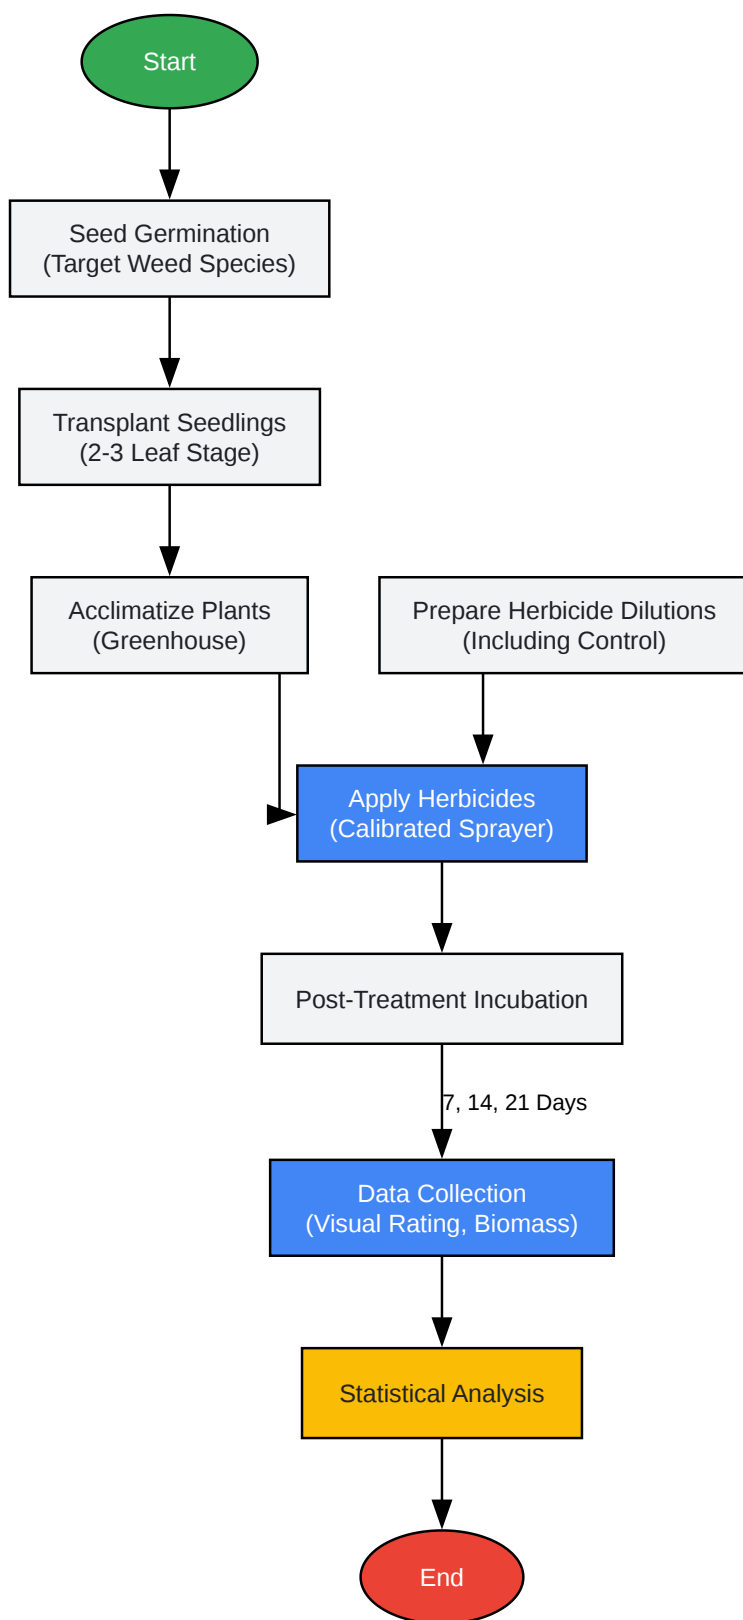 Start
Seed Germination
(Target Weed Species)
Transplant Seedlings
(2-3 Leaf Stage)
Acclimatize Plants
(Greenhouse)
Prepare Herbicide Dilutions
(Including Control)
Apply Herbicides
(Calibrated Sprayer)
Post-Treatment Incubation
7, 14, 21 Days
Data Collection
(Visual Rating, Biomass)
Statistical Analysis
End